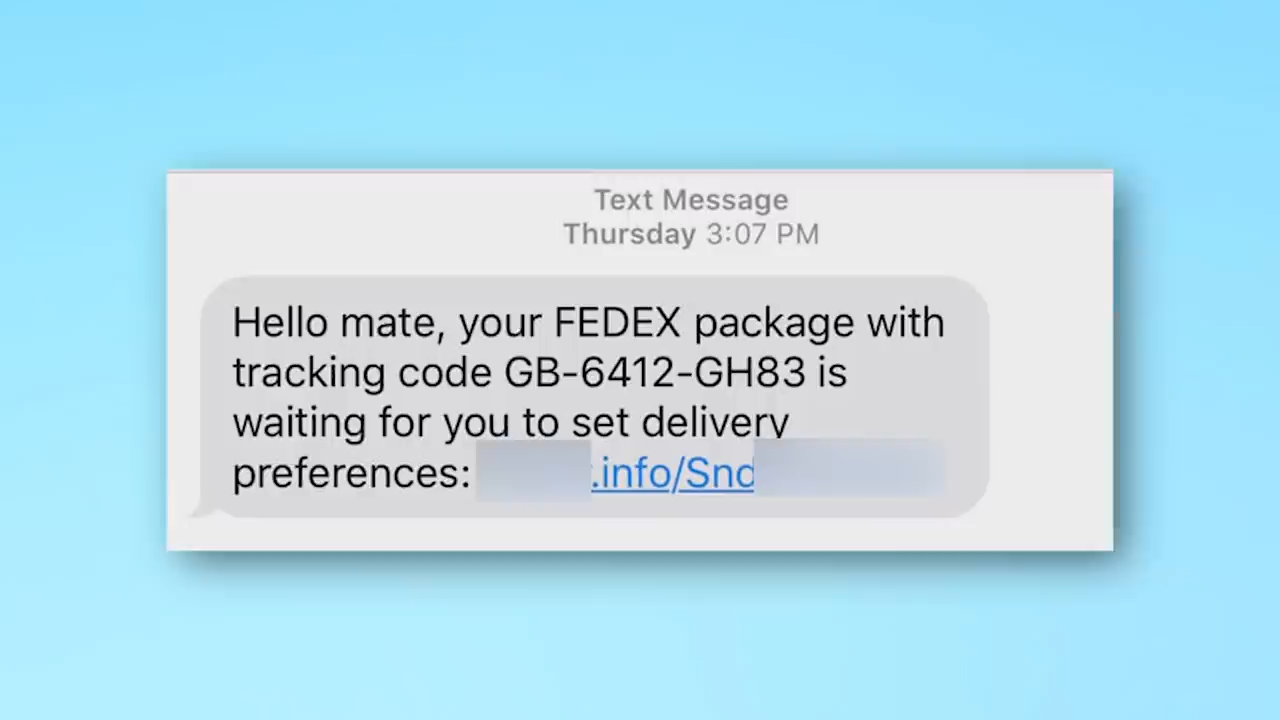 Text Message
Thursday 3:07 PM
Hello mate, your FEDEX package with
tracking code GB-6412-GH83 is
waiting for you to set delivery
preferences: .info/Snd